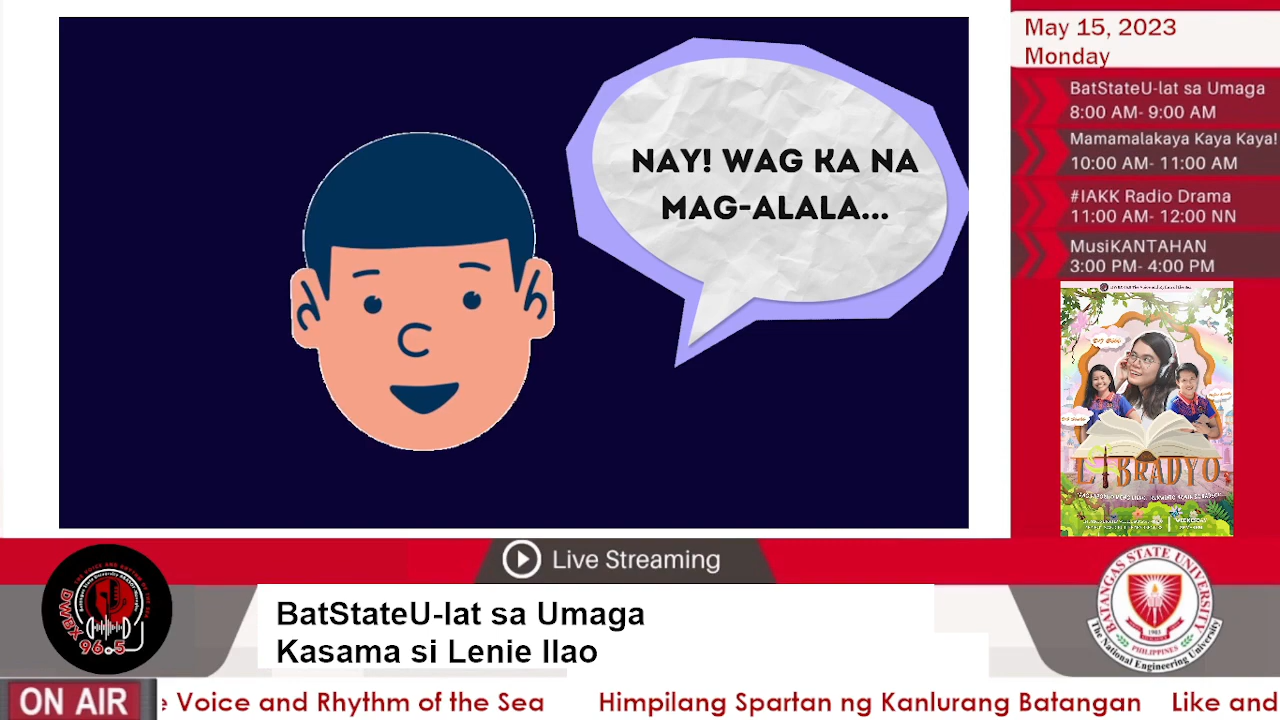 NAY! WAG KA NA
MAG-ALALA...
May 15, 2023
Monday
BatStateU-lat sa Umaga
8:00 AM- 9:00 AM
Mamamalakaya Kaya Kaya!
10:00 AM- 11:00 AM
#IAKK Radio Drama
11:00 AM- 12:00 NN
MusiKANTAHAN
3:00 PM- 4:00 PM
LIBRADYO
Live Streaming
DWBX
96.5
BatStateU-lat sa Umaga
Kasama si Lenie Ilao
BATANGAS STATE UNIVERSITY
1903
PHILIPPINES
The National Engineering University
ON AIR
Voice and Rhythm of the Sea Himpilang Spartan ng Kanlurang Batangan Like and